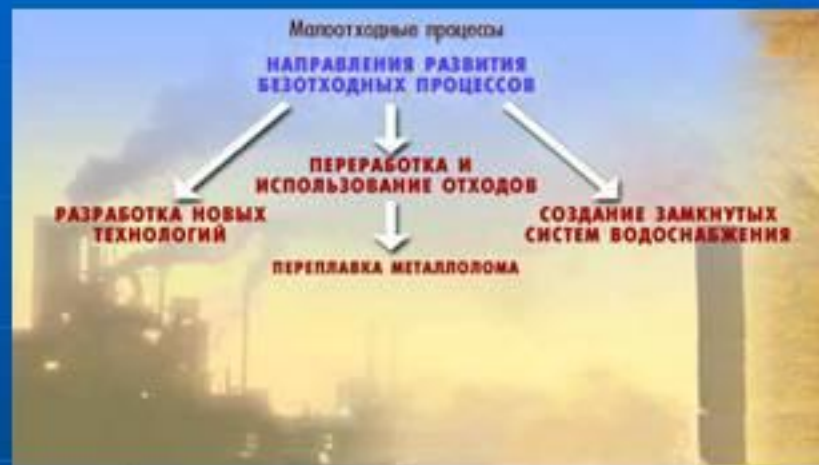 Малоотходные процессы
НАПРАВЛЕНИЯ РАЗВИТИЯ
БЕЗОТХОДНЫХ ПРОЦЕССОВ
ПЕРЕРАБОТКА И
ИСПОЛЬЗОВАНИЕ ОТХОДОВ
РАЗРАБОТКА НОВЫХ
ТЕХНОЛОГИЙ
СОЗДАНИЕ ЗАМКНУТЫХ
СИСТЕМ ВОДОСНАБЖЕНИЯ
ПЕРЕПЛАВКА МЕТАЛЛОЛОМА